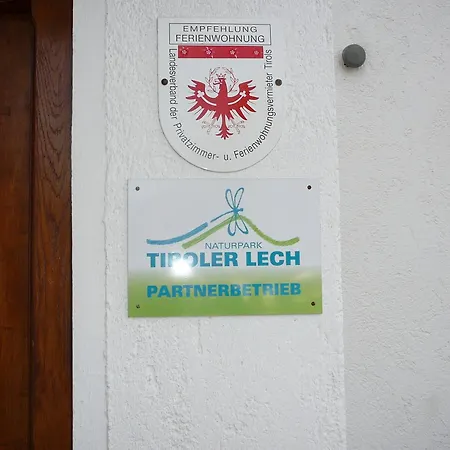 EMPFEHLUNG
FERIENWOHNUNG
Landesverband der Privatzimmer- u. Ferienwohnungsvermieter Tirols
NATURPARK
TIROLER LECH
PARTNERBETRIEB